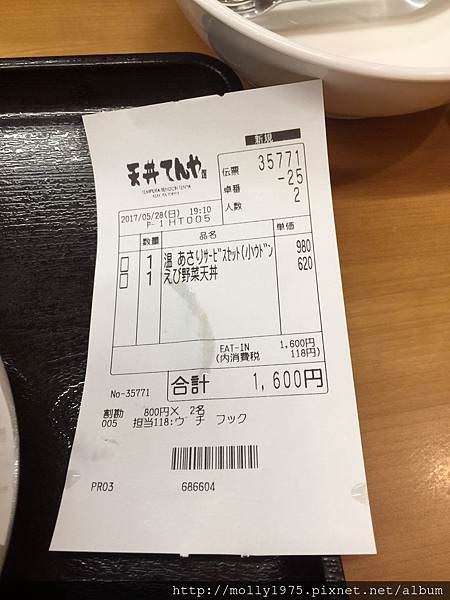 新規
天丼てんや
TEMPURA TENDON TENYA
伝票 35771
卓番 -25
人数 2
2017/05/28(日) 19:10
P- 1 HT005
数量 品名 単価
1 温 あさりサービスセット(小ウドン 980
1 えび野菜天丼 620
EAT-IN 1,600円
(内消費税 118円)
合計 1,600円
No-35771
割勘 800円× 2名
005 担当118:ウ チ フック
PR03 686604
http://molly1975.pixnet.net/album